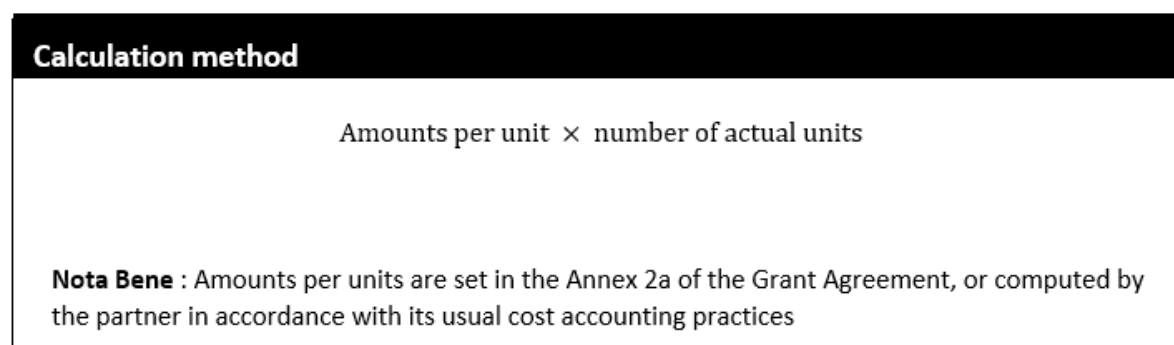 Calculation method
Amounts per unit × number of actual units
Nota Bene : Amounts per units are set in the Annex 2a of the Grant Agreement, or computed by
the partner in accordance with its usual cost accounting practices